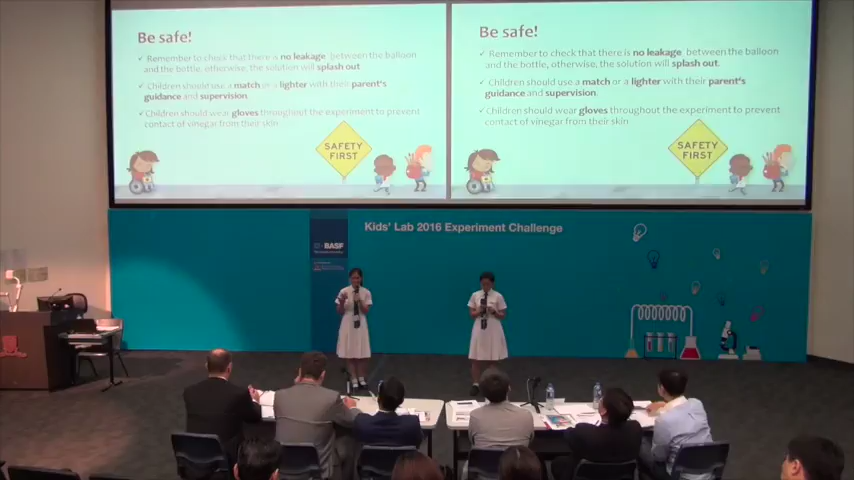 Be safe!
✓ Remember to check that there is no leakage between the balloon
and the bottle, otherwise, the solution will splash out.
✓ Children should use a match or a lighter with their parent's
guidance and supervision.
✓ Children should wear gloves throughout the experiment to prevent
contact of vinegar from their skin
SAFETY
FIRST
Be safe!
✓ Remember to check that there is no leakage between the balloon
and the bottle, otherwise, the solution will splash out.
✓ Children should use a match or a lighter with their parent's
guidance and supervision.
✓ Children should wear gloves throughout the experiment to prevent
contact of vinegar from their skin
SAFETY
FIRST
Kids' Lab 2016 Experiment Challenge
BASF